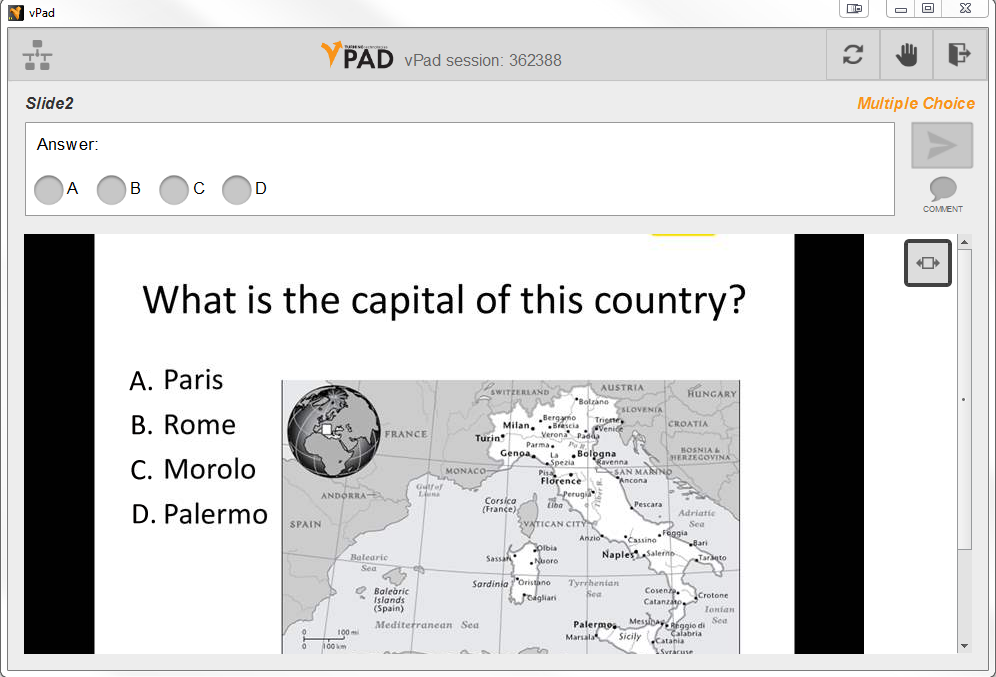 vPad
TURNING TECHNOLOGIES
VPAD vPad session: 362388
Slide2
Multiple Choice
Answer:
A B C D
COMMENT
What is the capital of this country?
A. Paris
B. Rome
C. Morolo
D. Palermo
SWITZERLAND
AUSTRIA
HUNGARY
Bolzano
SLOVENIA
CROATIA
FRANCE
Bergamo
Milan
Brescia
Trieste
Venice
Verona
Padua
Turin
Parma
Po R.
Genoa
La
Spezia
Bologna
Ravenna
BOSNIA &
HERZEGOVINA
MONACO
Pisa
Florence
SAN MARINO
Ancona
Gulf of
Lions
ANDORRA
Corsica
(France)
Elba
Perugia
Tiber R.
Pescara
SPAIN
VATICAN CITY
Adriatic
Sea
Anzio
Cassino
Foggia
Bari
Balearic
Sea
Sassari
Olbia
Nuoro
Naples
Salerno
Taranto
Sardinia
Oristano
Tyrrhenian
Sea
Balearic
Islands
(Spain)
Cagliari
Cosenza
Crotone
Catanzaro
Ionian
Sea
Mediterranean Sea
Palermo
Messina
Reggio di
Calabria
Marsala
Sicily
Catania
Syracuse
0 100 mi
0 100 km